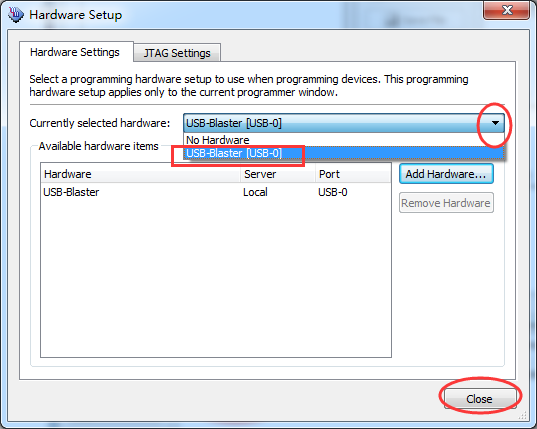 Hardware Setup
Hardware Settings
JTAG Settings
Select a programming hardware setup to use when programming devices. This programming
hardware setup applies only to the current programmer window.
Currently selected hardware:
USB-Blaster [USB-0]
No Hardware
USB-Blaster [USB-0]
Available hardware items
Hardware Server Port
USB-Blaster Local USB-0
Add Hardware...
Remove Hardware
Close